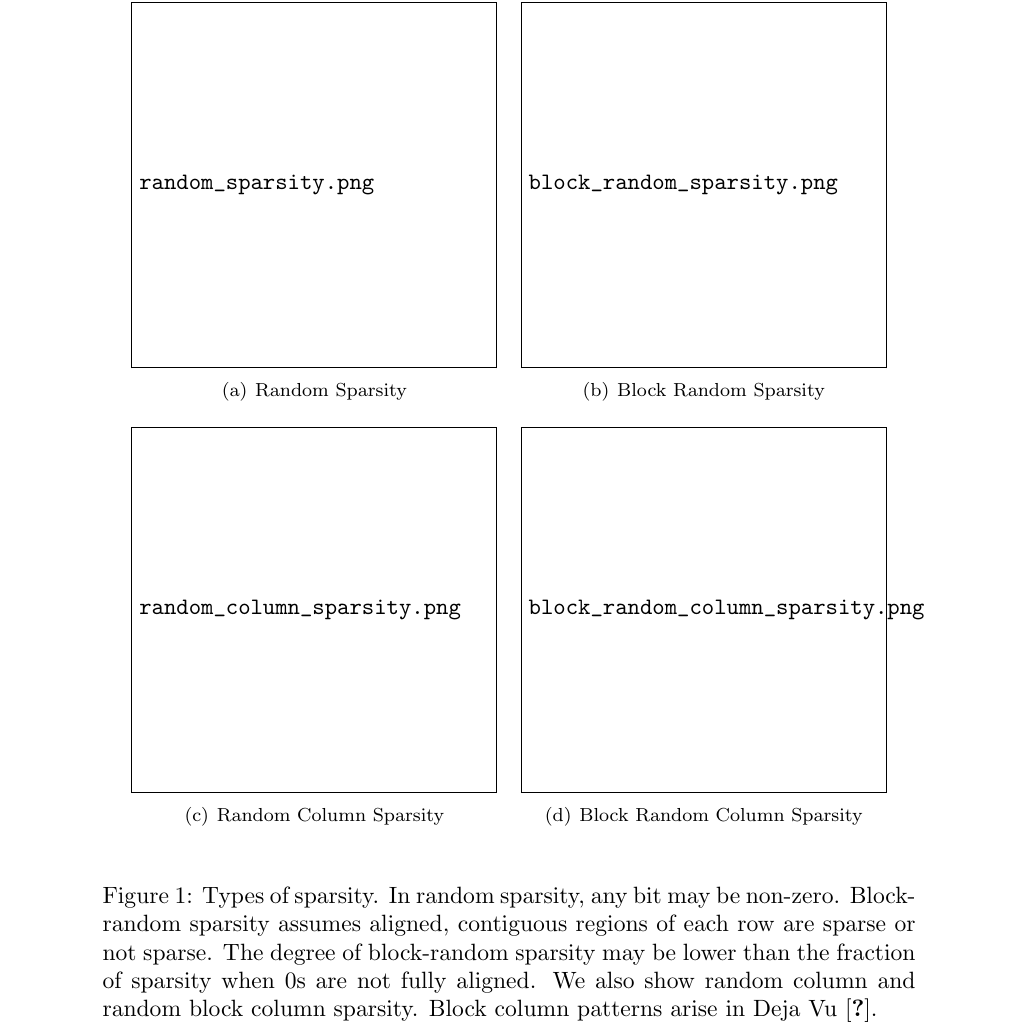 random_sparsity.png
block_random_sparsity.png
(a) Random Sparsity
(b) Block Random Sparsity
random_column_sparsity.png
block_random_column_sparsity.png
(c) Random Column Sparsity
(d) Block Random Column Sparsity
Figure 1: Types of sparsity. In random sparsity, any bit may be non-zero. Block-
random sparsity assumes aligned, contiguous regions of each row are sparse or
not sparse. The degree of block-random sparsity may be lower than the fraction
of sparsity when 0s are not fully aligned. We also show random column and
random block column sparsity. Block column patterns arise in Deja Vu [?].